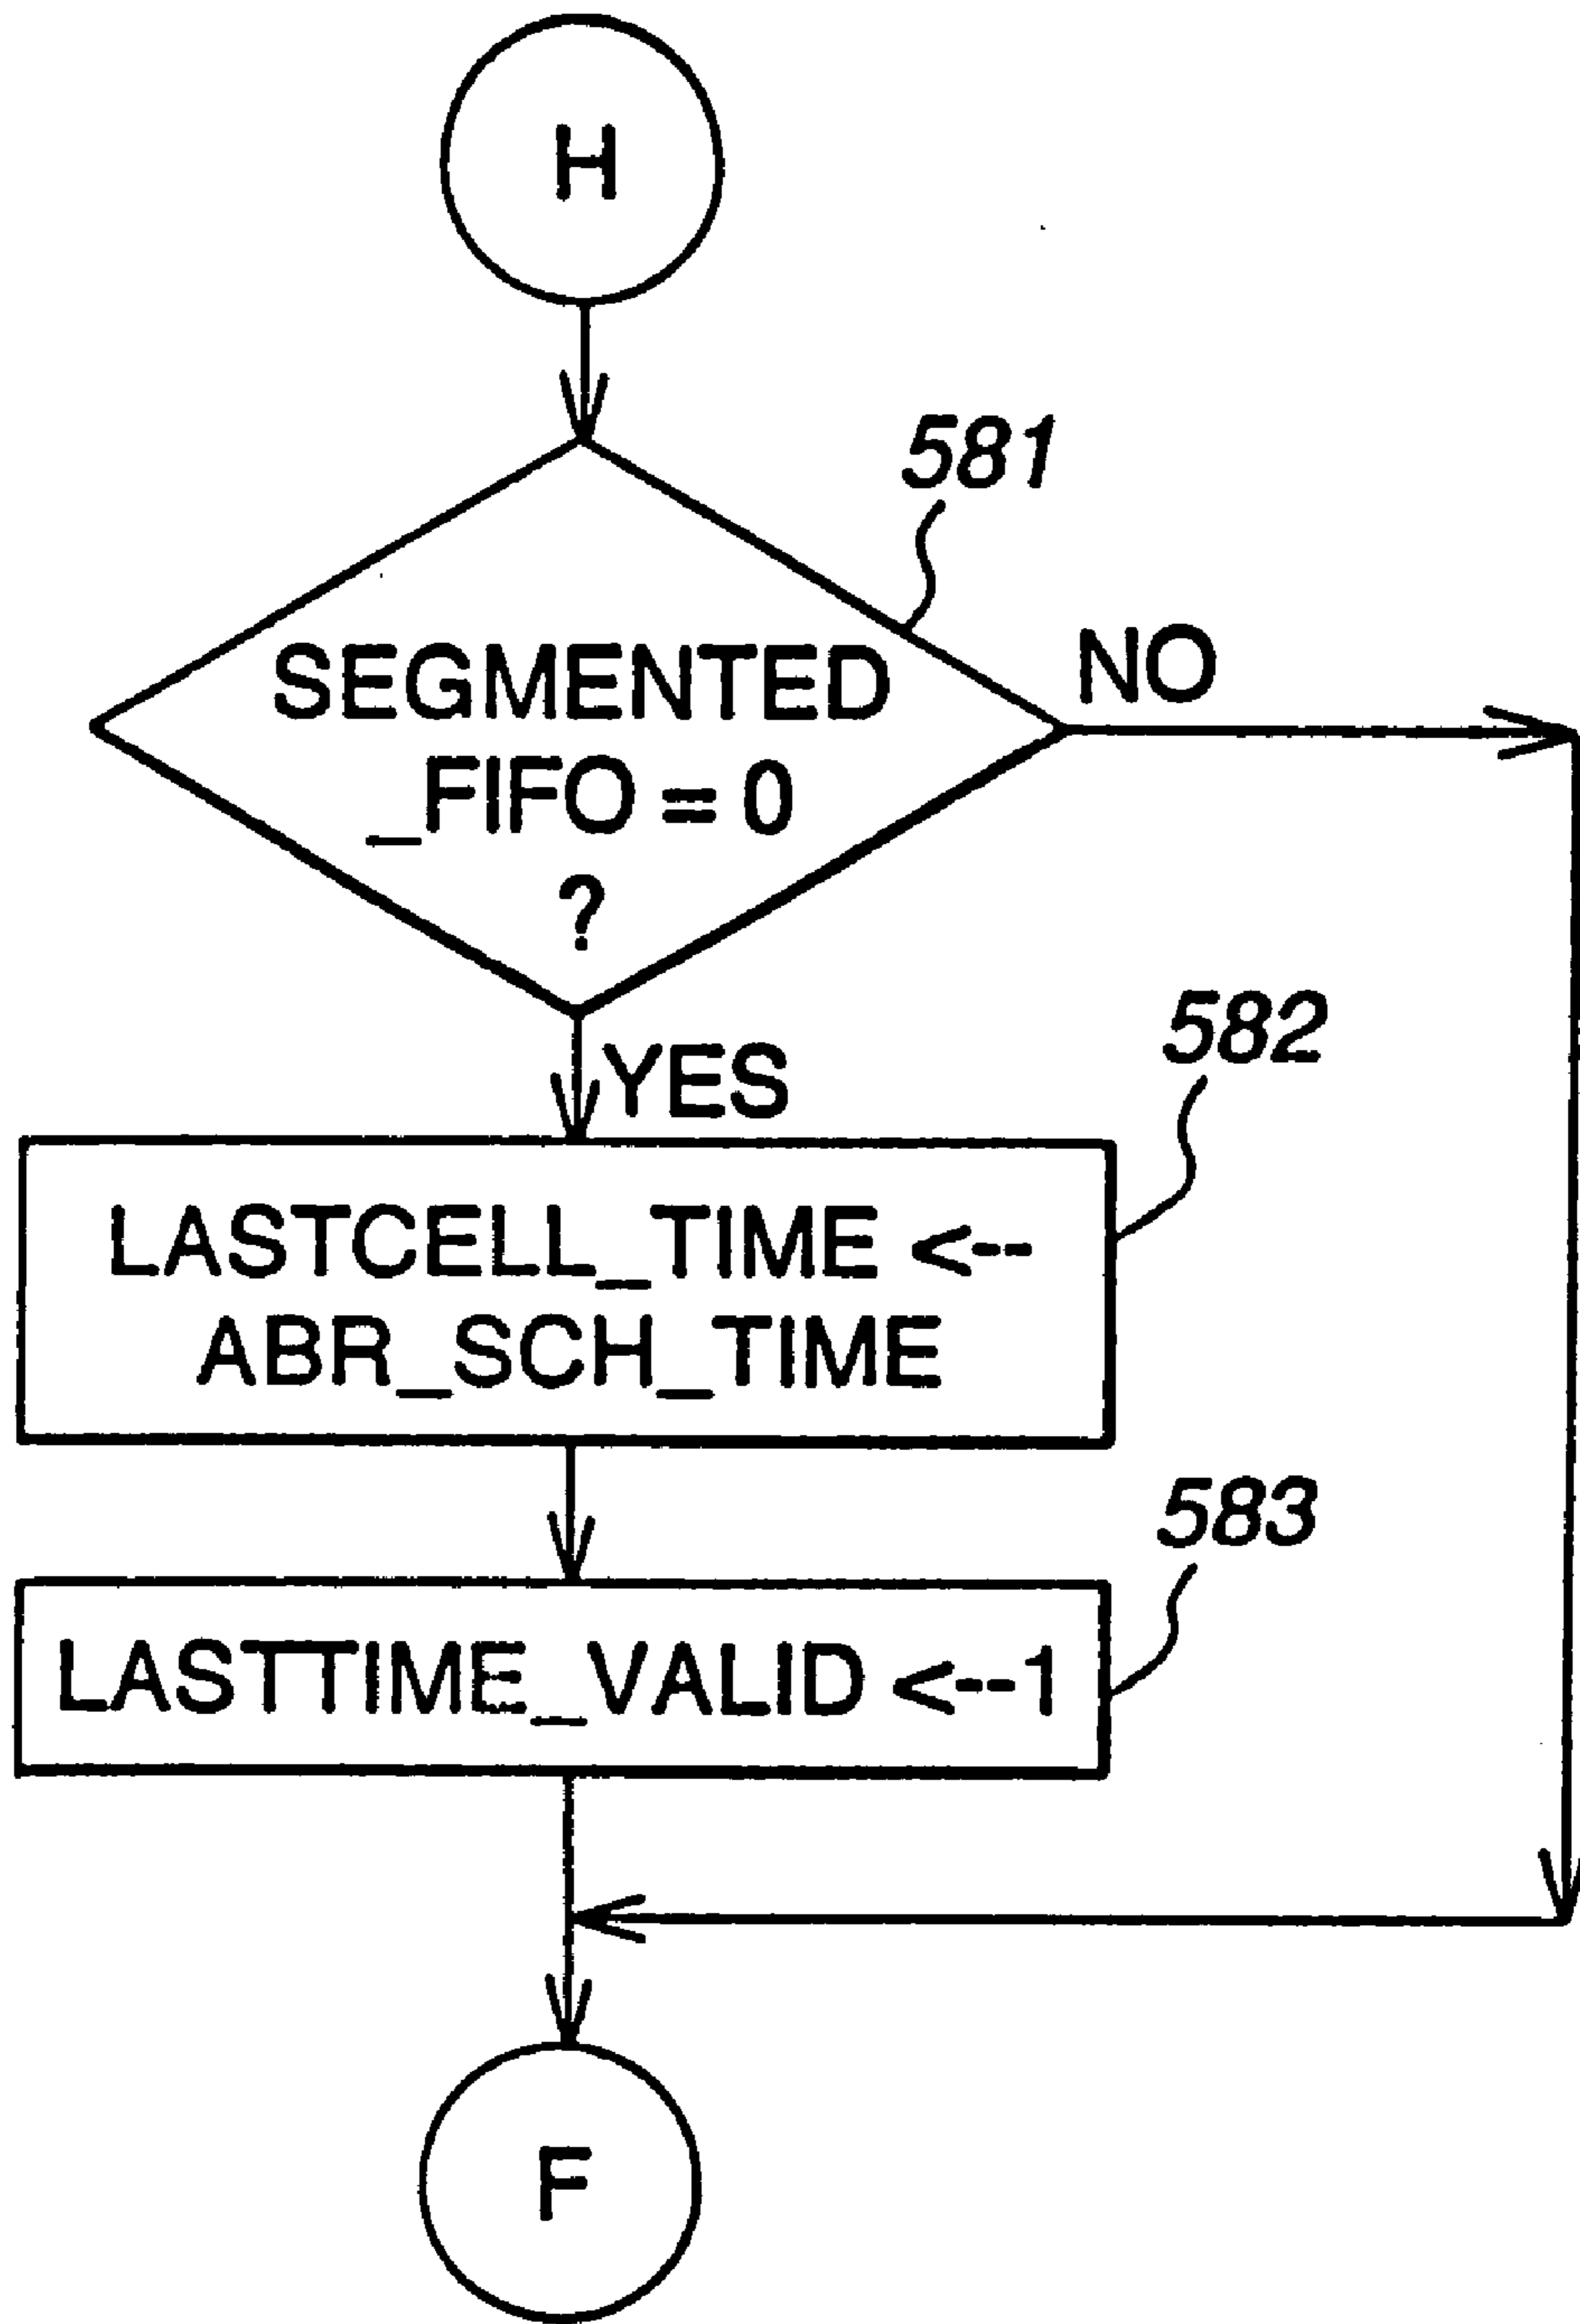 H
581
SEGMENTED
_FIFO = 0
?
NO
YES
582
LASTCELL_TIME <--
ABR_SCH_TIME
583
LASTTIME_VALID <--1
F